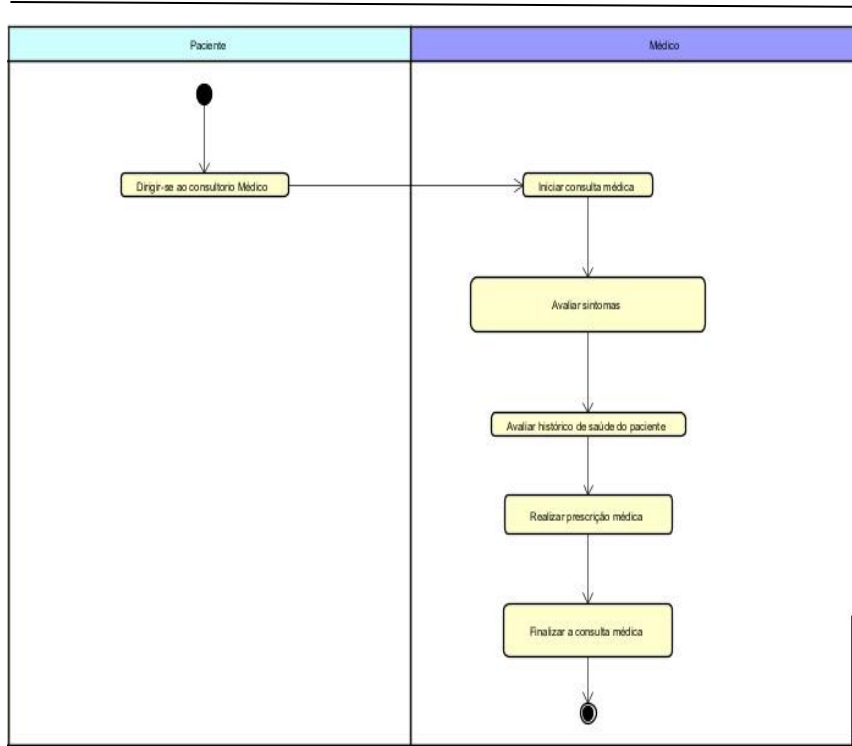 Paciente
Médico
Dirigir-se ao consultorio Médico
Iniciar consulta médica
Avaliar sintomas
Avaliar histórico de saúde do paciente
Realizar prescrição médica
Finalizar a consulta médica